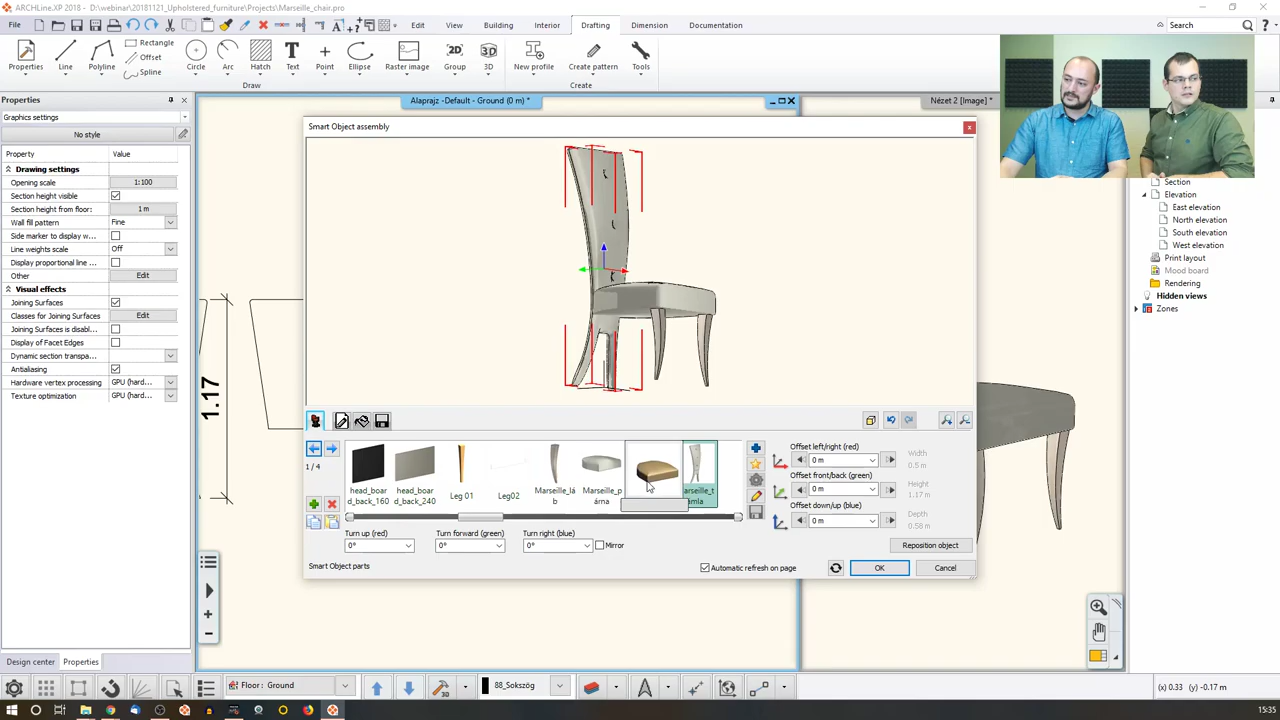 ARCHLine.XP 2018 - D:\webinar\20181121_Upholstered_furniture\Projects\Marseille_chair.pro
File
Edit
View
Building
Interior
Drafting
Dimension
Documentation
Search
Properties
Line
Polyline
Rectangle
Offset
Spline
Circle
Arc
Hatch
Text
Point
Ellipse
Raster image
Group
3D
New profile
Create pattern
Tools
Draw
Create
Properties
Graphics settings
No style
Property Value
Drawing settings
Opening scale 1:100
Section height visible
Section height from floor: 1 m
Wall fill pattern Fine
Side marker to display w...
Line weights scale Off
Display proportional line ...
Other Edit
Visual effects
Joining Surfaces
Classes for Joining Surfaces Edit
Joining Surfaces is disabl...
Display of Facet Edges
Dynamic section transpa...
Antialiasing
Hardware vertex processing GPU (hard...
Texture optimization GPU (hard...
Design center Properties
Alaprajz -Default - Ground (0 m) *
Nézet 2 [Image] *
1.17
Smart Object assembly
1 / 4
head_boar
d_back_160
head_boar
d_back_240
Leg 01
Leg02
Marseille_lá
b
Marseille_p
árna
arseille_t
ámla
Turn up (red)
0°
Turn forward (green)
0°
Turn right (blue)
0°
Mirror
Offset left/right (red)
0 m
Offset front/back (green)
0 m
Offset down/up (blue)
0 m
Width
0.5 m
Height
1.17 m
Depth
0.58 m
Reposition object
Smart Object parts
Automatic refresh on page
OK
Cancel
Section
Elevation
East elevation
North elevation
South elevation
West elevation
Print layout
Mood board
Rendering
Hidden views
Zones
Floor : Ground
88_Sokszög
(x) 0.33 (y) -0.17 m
15:35